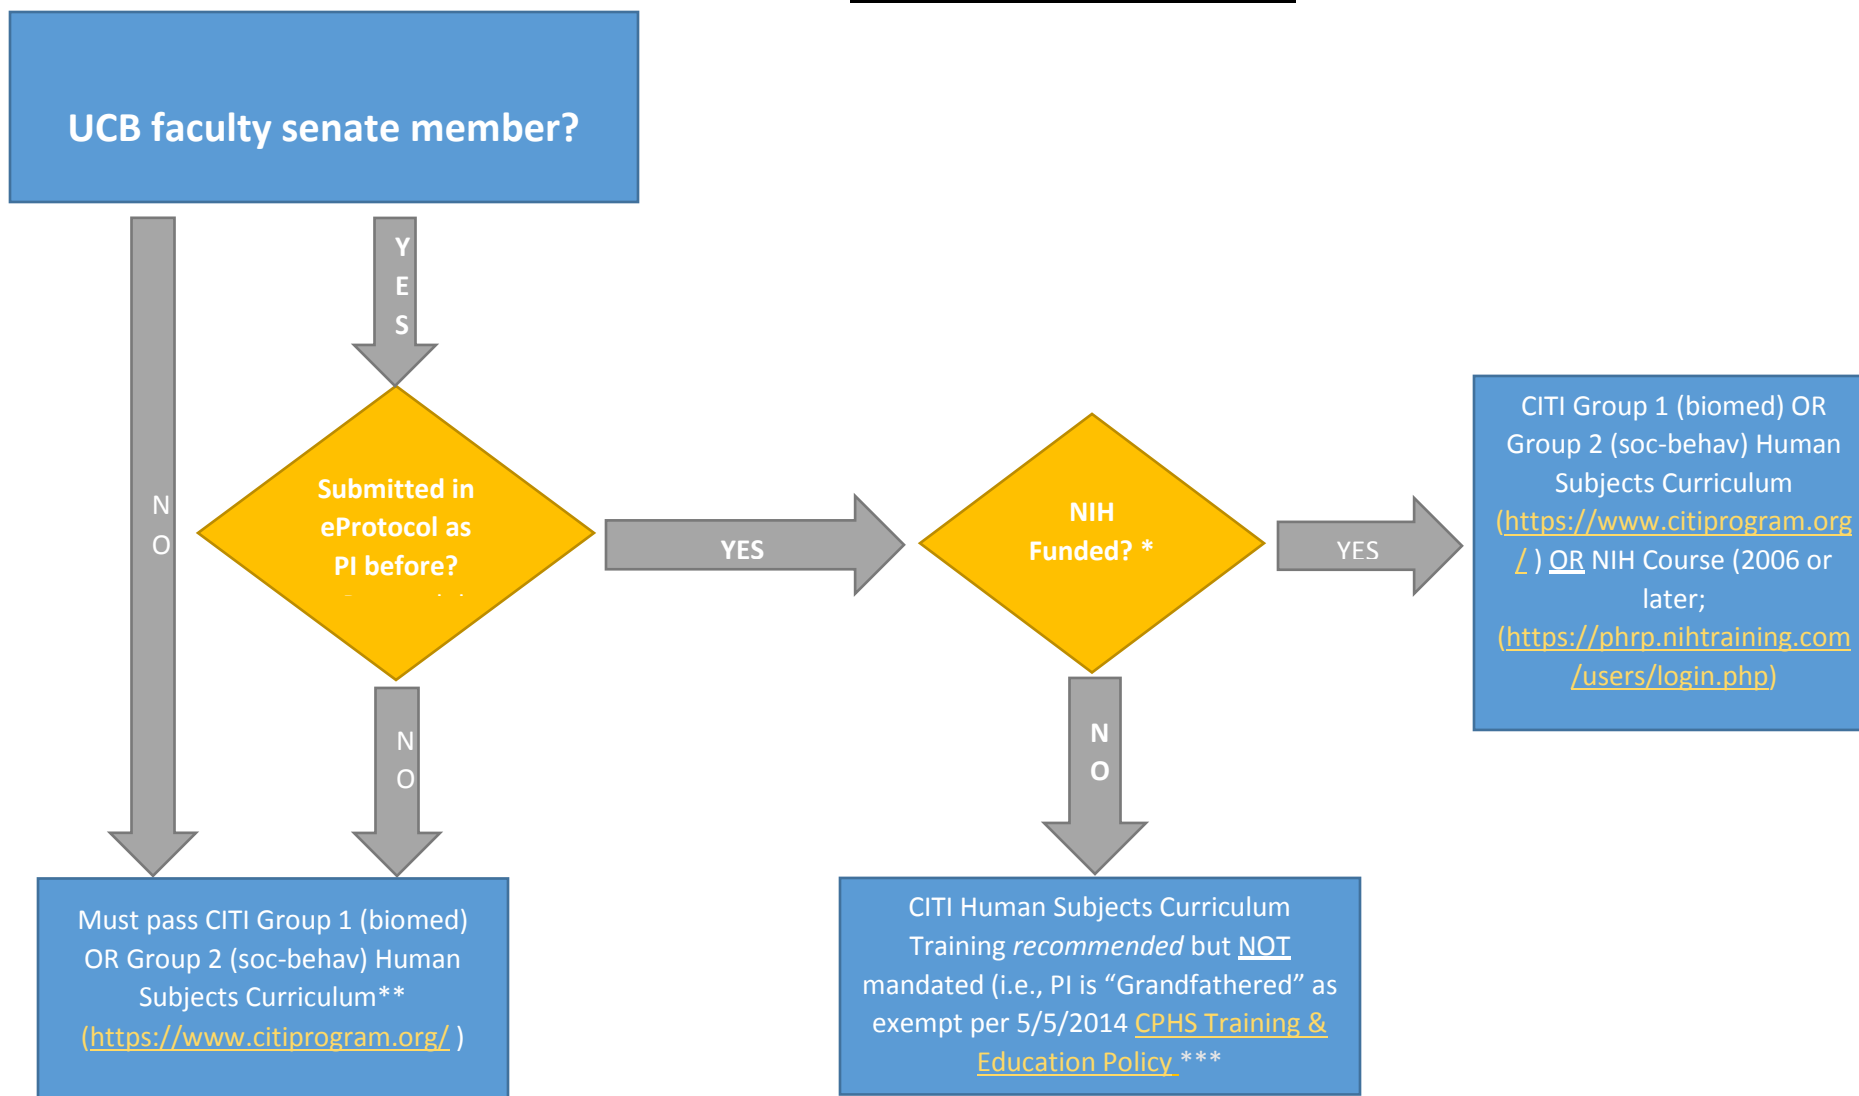 UCB faculty senate member?
Y
E
S
N
O
Submitted in
eProtocol as
PI before?
YES
NIH
Funded? *
YES
CITI Group 1 (biomed) OR
Group 2 (soc-behav) Human
Subjects Curriculum
(https://www.citiprogram.org
/ ) OR NIH Course (2006 or
later;
(https://phrp.nihtraining.com
/users/login.php)
N
O
N
O
Must pass CITI Group 1 (biomed)
OR Group 2 (soc-behav) Human
Subjects Curriculum**
(https://www.citiprogram.org/ )
CITI Human Subjects Curriculum
Training recommended but NOT
mandated (i.e., PI is “Grandfathered” as
exempt per 5/5/2014 CPHS Training &
Education Policy ***